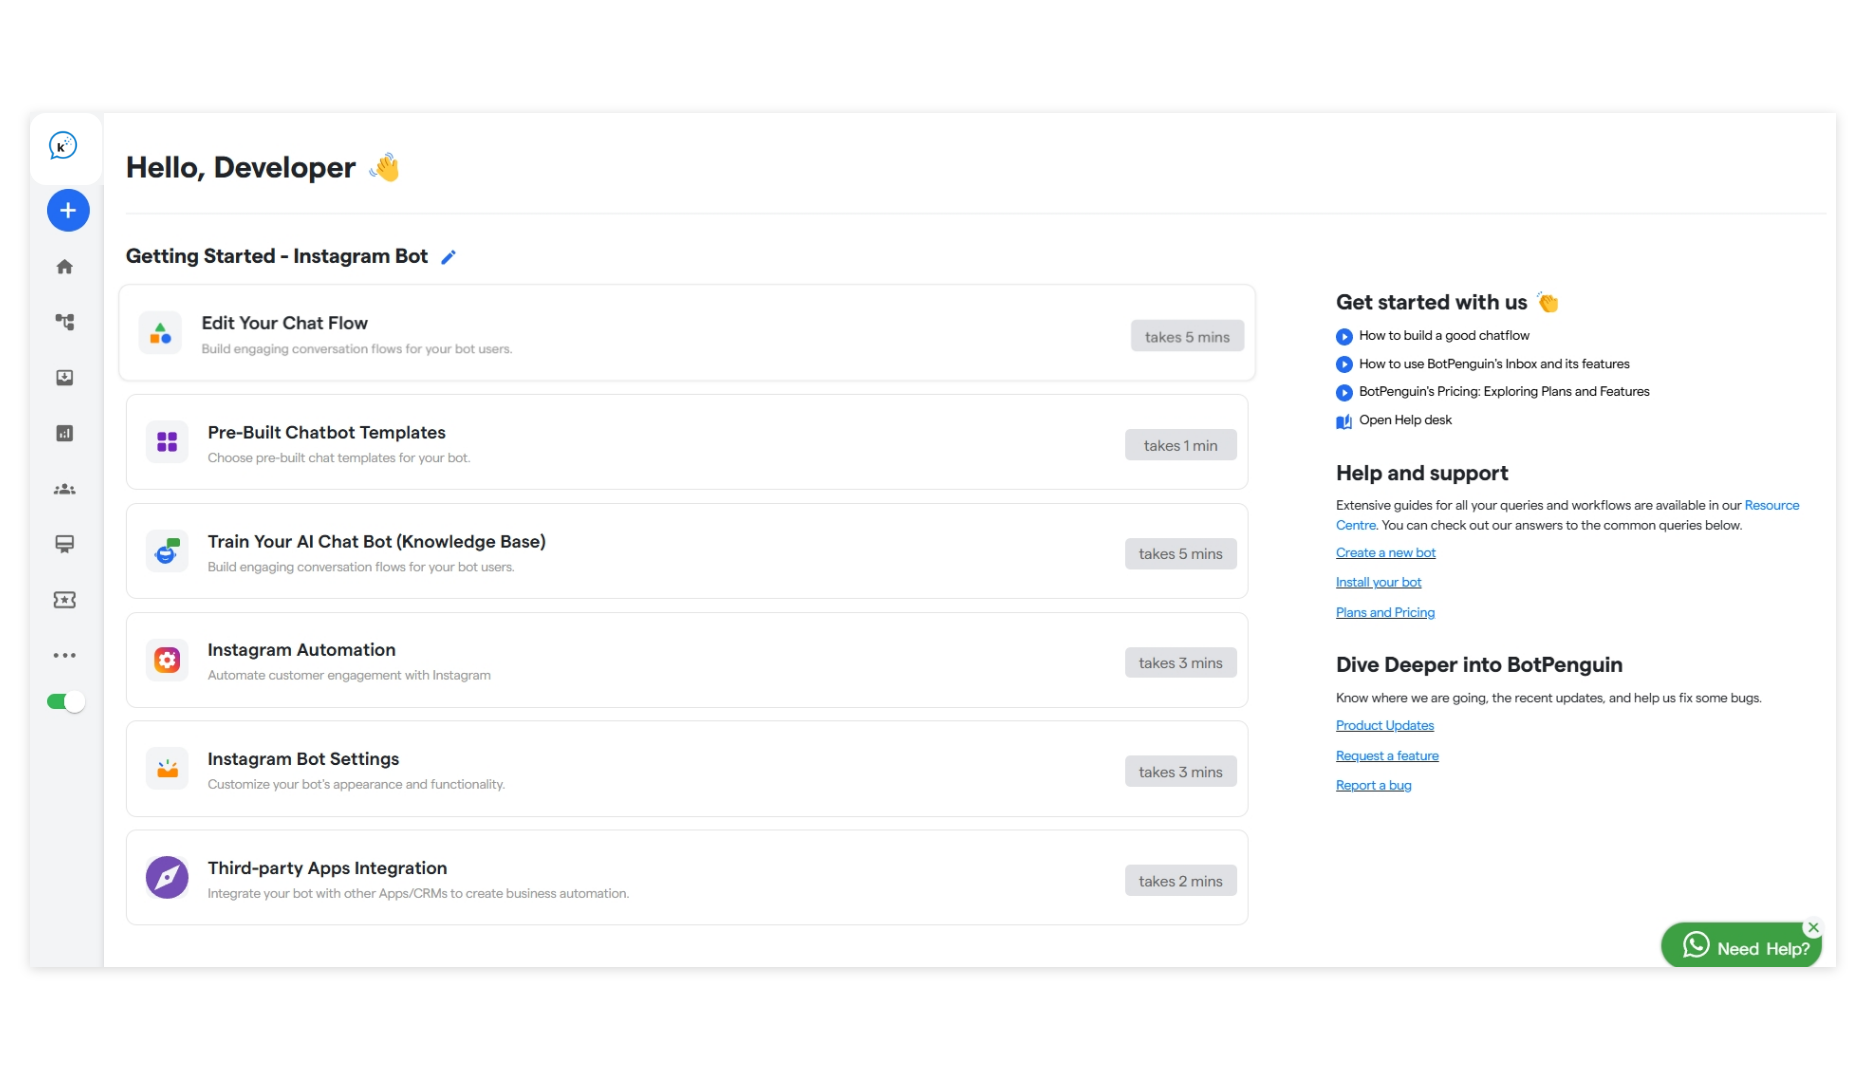 K
Hello, Developer
Getting Started - Instagram Bot
Edit Your Chat Flow
Build engaging conversation flows for your bot users.
takes 5 mins
Pre-Built Chatbot Templates
Choose pre-built chat templates for your bot.
takes 1 min
Train Your AI Chat Bot (Knowledge Base)
Build engaging conversation flows for your bot users.
takes 5 mins
Instagram Automation
Automate customer engagement with Instagram
takes 3 mins
Instagram Bot Settings
Customize your bot's appearance and functionality.
takes 3 mins
Third-party Apps Integration
Integrate your bot with other Apps/CRMs to create business automation.
takes 2 mins
Get started with us
How to build a good chatflow
How to use BotPenguin's Inbox and its features
BotPenguin's Pricing: Exploring Plans and Features
Open Help desk
Help and support
Extensive guides for all your queries and workflows are available in our Resource
Centre. You can check out our answers to the common queries below.
Create a new bot
Install your bot
Plans and Pricing
Dive Deeper into BotPenguin
Know where we are going, the recent updates, and help us fix some bugs.
Product Updates
Request a feature
Report a bug
Need Help?